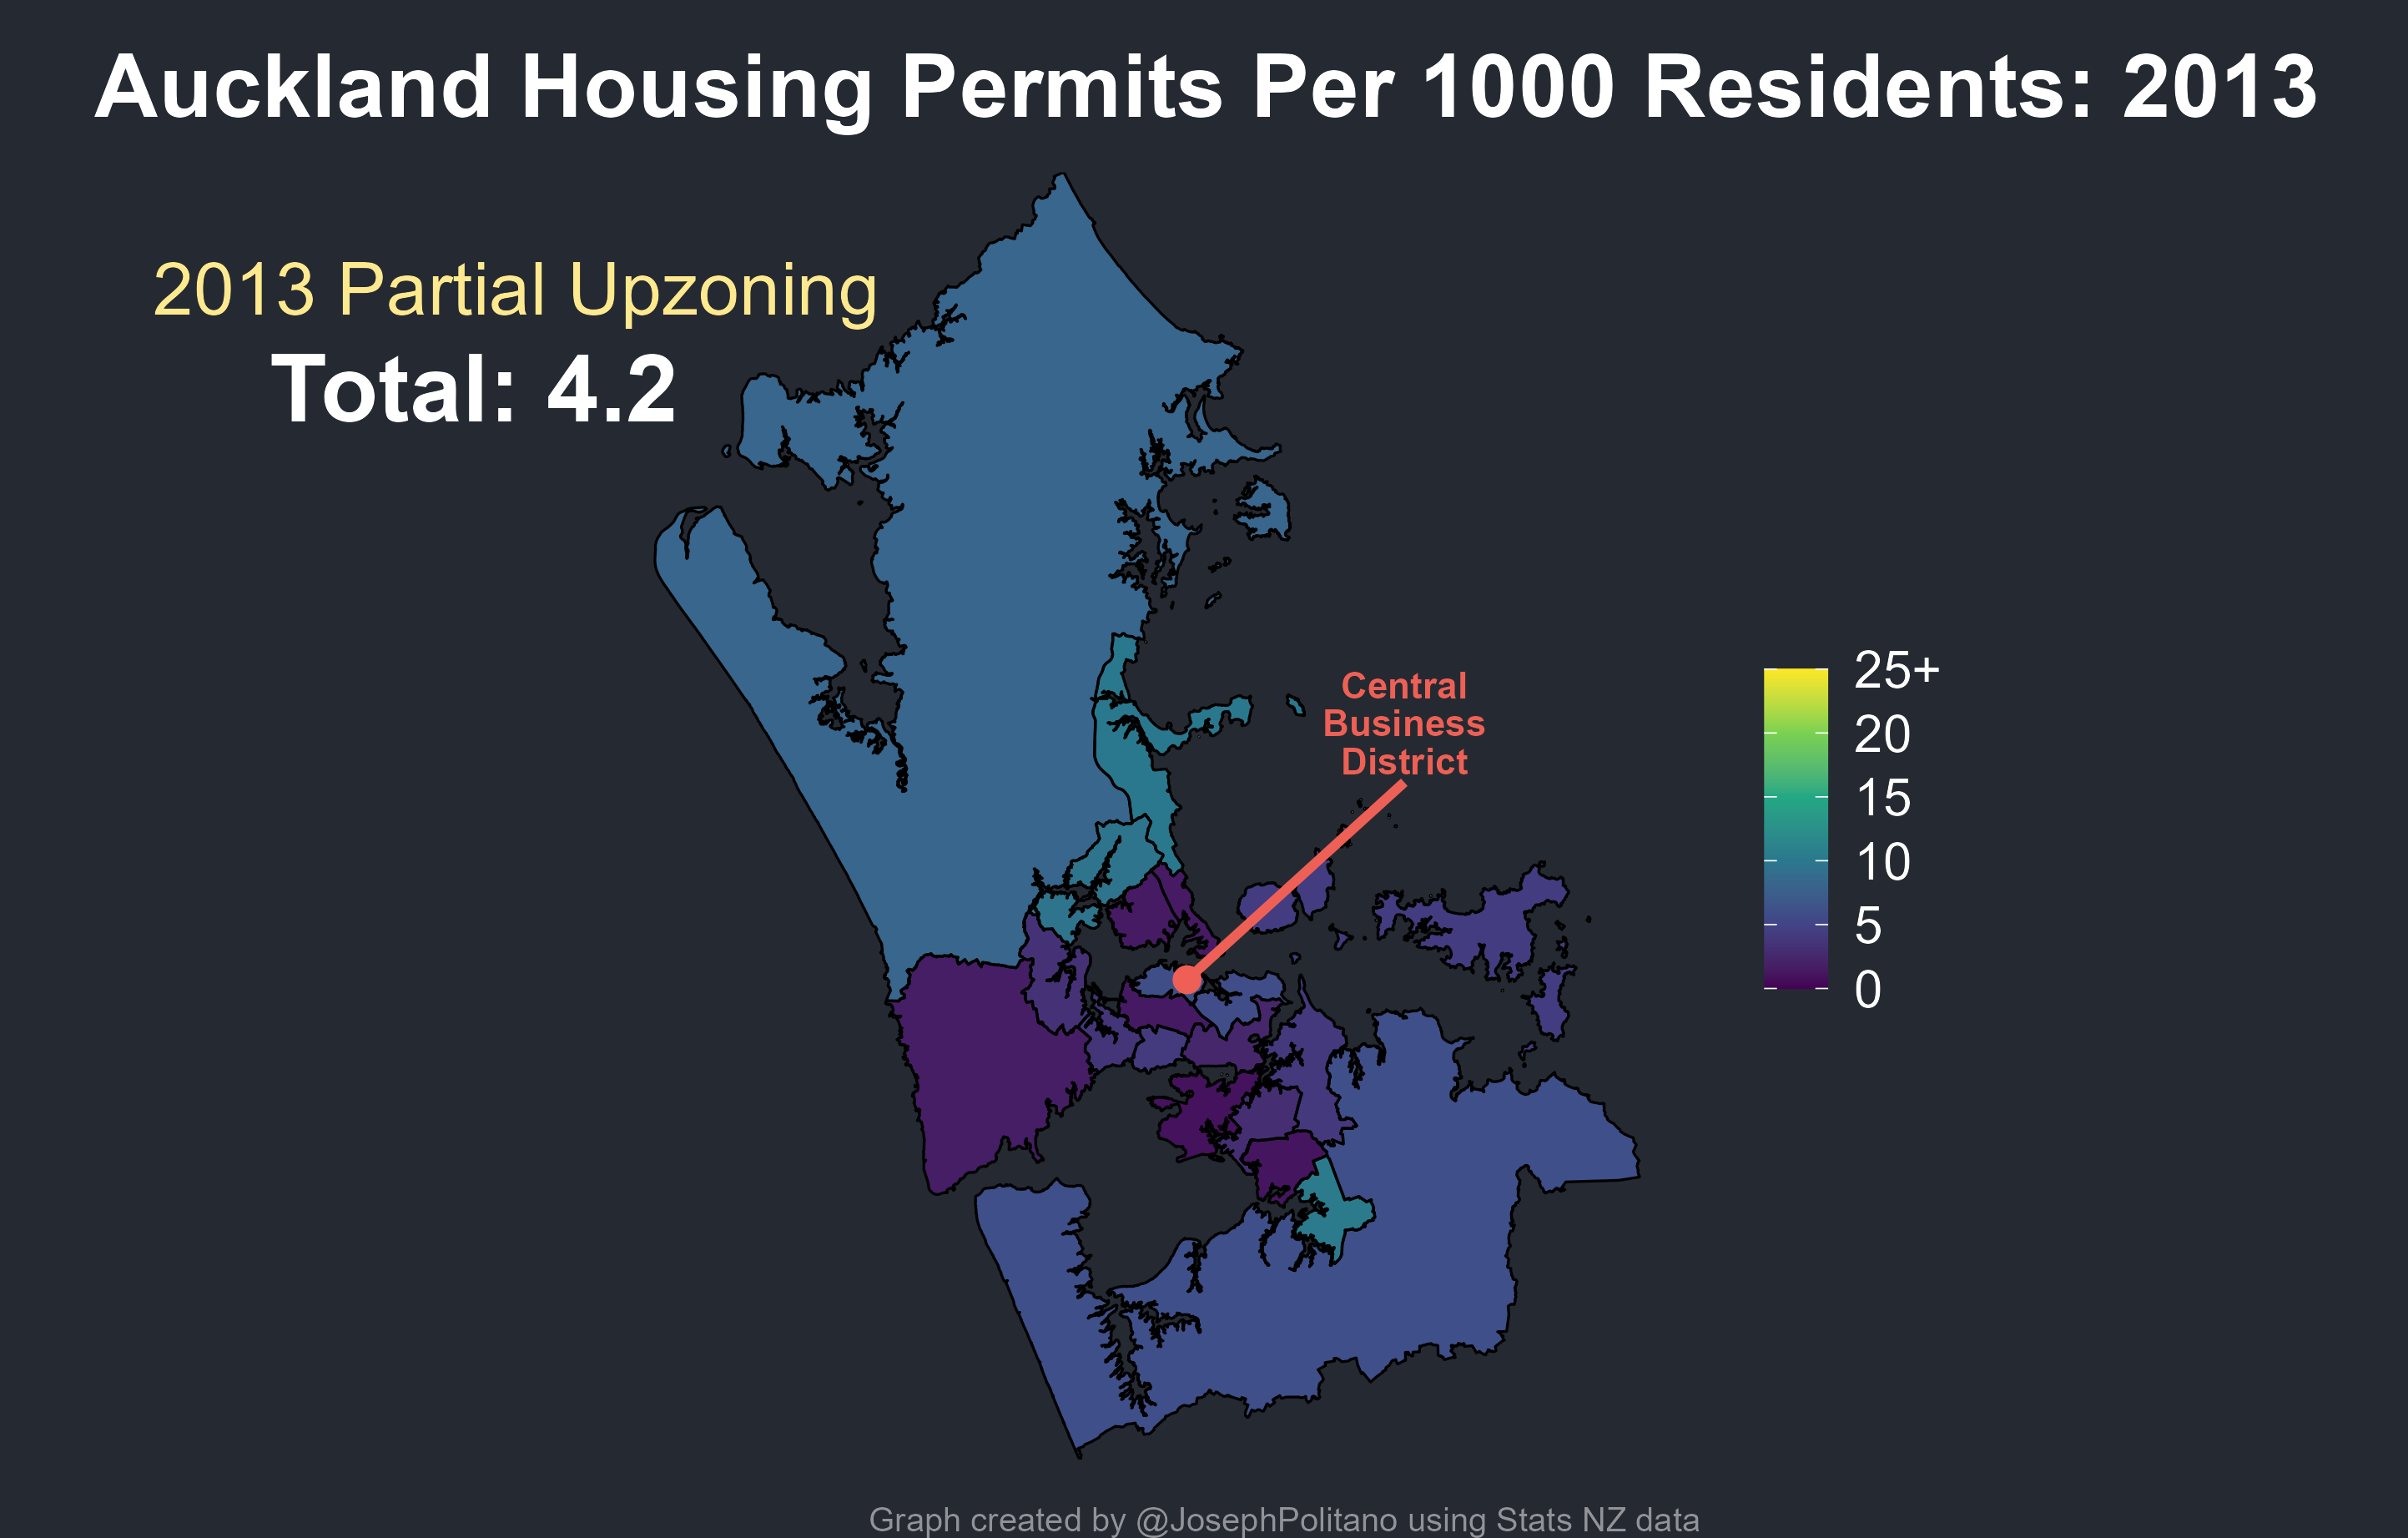 Auckland Housing Permits Per 1000 Residents: 2013
2013 Partial Upzoning
Total: 4.2
Central
Business
District
25+
20
15
10
5
0
Graph created by @JosephPolitano using Stats NZ data